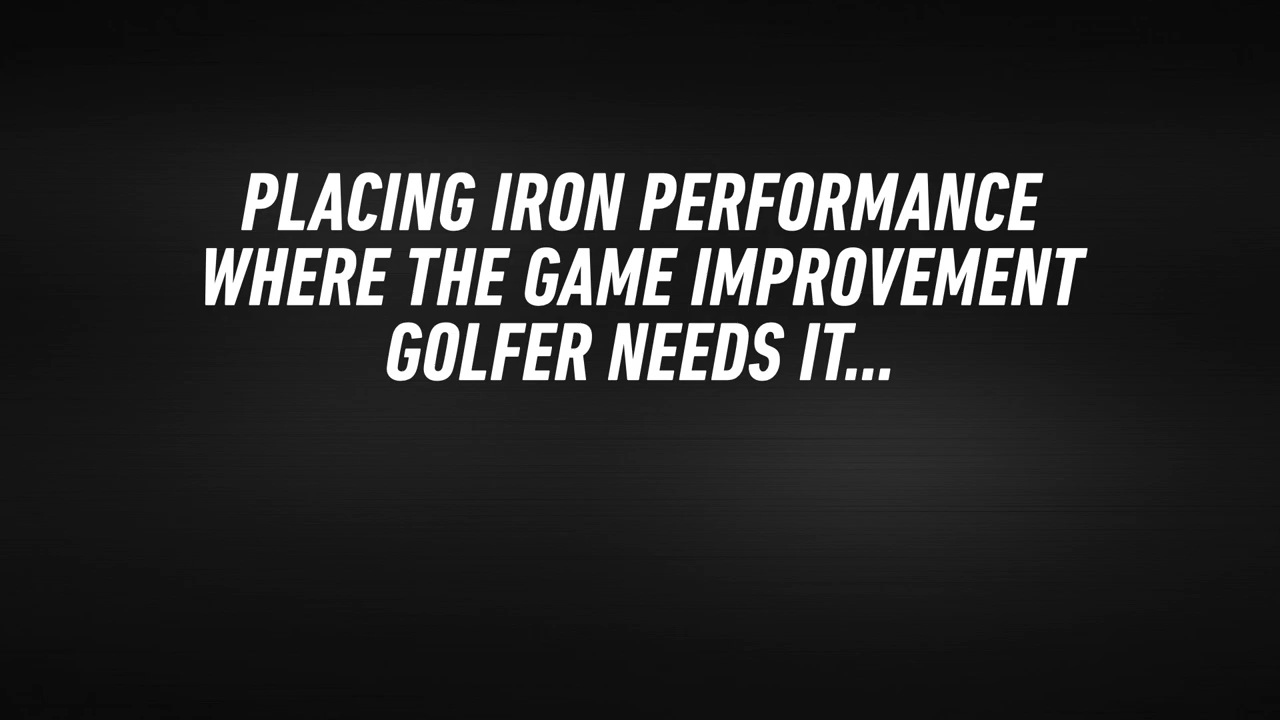 PLACING IRON PERFORMANCE
WHERE THE GAME IMPROVEMENT
GOLFER NEEDS IT...